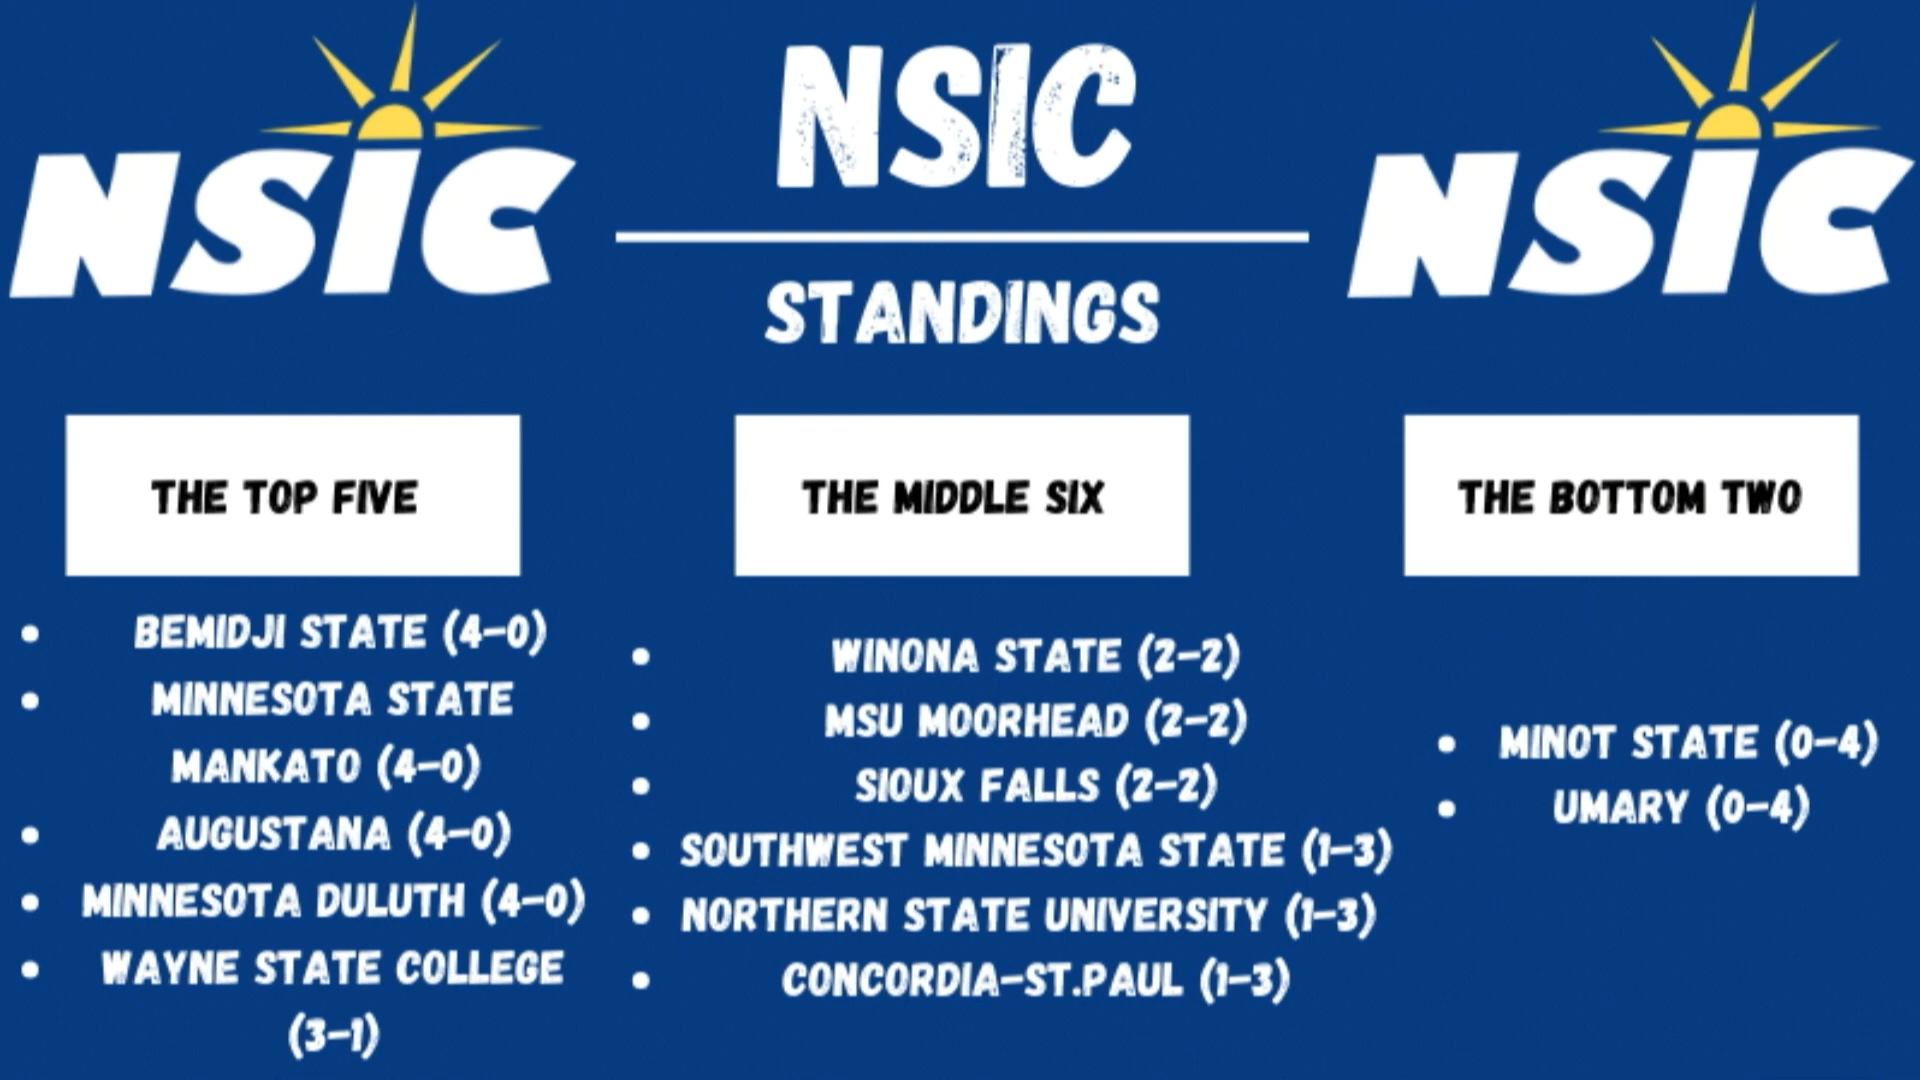 NSIC
NSIC
NSIC
STANDINGS
THE TOP FIVE
BEMIDJI STATE (4-0)
MINNESOTA STATE
MANKATO (4-0)
AUGUSTANA (4-0)
MINNESOTA DULUTH (4-0)
WAYNE STATE COLLEGE
(3-1)
THE MIDDLE SIX
WINONA STATE (2-2)
MSU MOORHEAD (2-2)
SIOUX FALLS (2-2)
SOUTHWEST MINNESOTA STATE (1-3)
NORTHERN STATE UNIVERSITY (1-3)
CONCORDIA-ST.PAUL (1-3)
THE BOTTOM TWO
MINOT STATE (0-4)
UMARY (0-4)